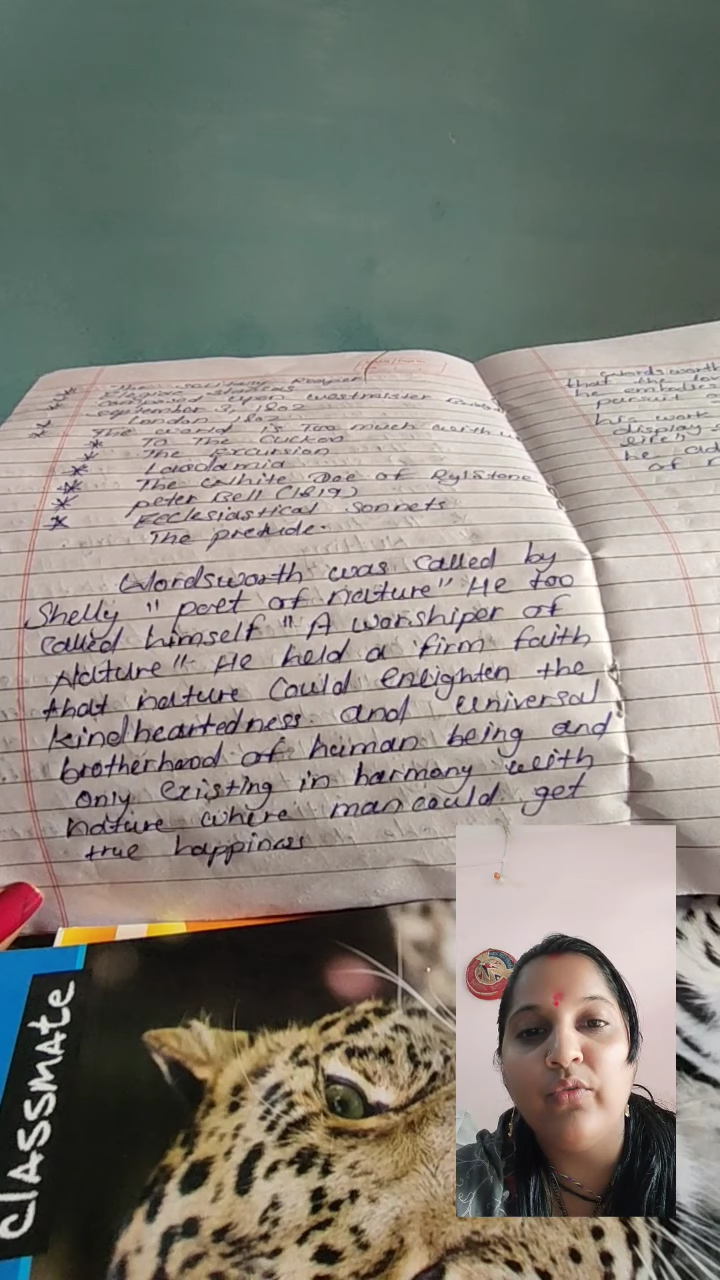 The Solitary Reaper
Elegiac Stanzas
Composed upon westmister
September 3, 1802
London 1802
The world is Too much with us
To The Cuckoo
The Excursion
Laodamia
The White Doe of Rylstone
peter Bell (1819)
Ecclesiastical sonnets
The prelude.
Wordsworth was called by
Shelly " poet of nature" He too
called himself " A worshiper of
Nature" He held a firm faith
that nature could enlighten the
kindheartedness and universal
brotherhood of human being and
only existing in harmony with
nature where man could get
true happiness
Wordsworth
that the
he
pursuit
his work
display
life"
he
of
CLASSMATE